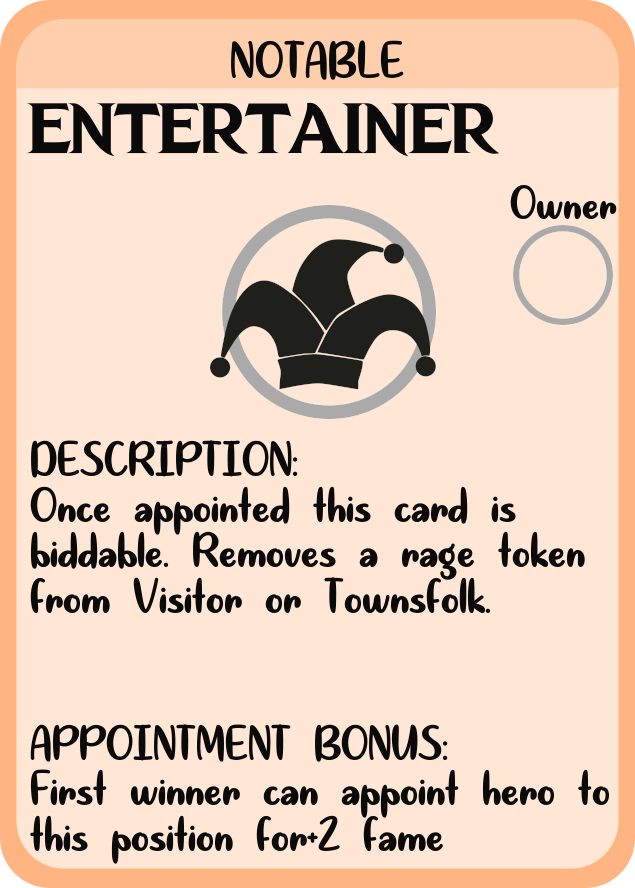 NOTABLE
ENTERTAINER
Owner
DESCRIPTION:
Once appointed this card is
biddable. Removes a rage token
from Visitor or Townsfolk.
APPOINTMENT BONUS:
First winner can appoint hero to
this position for+2 fame